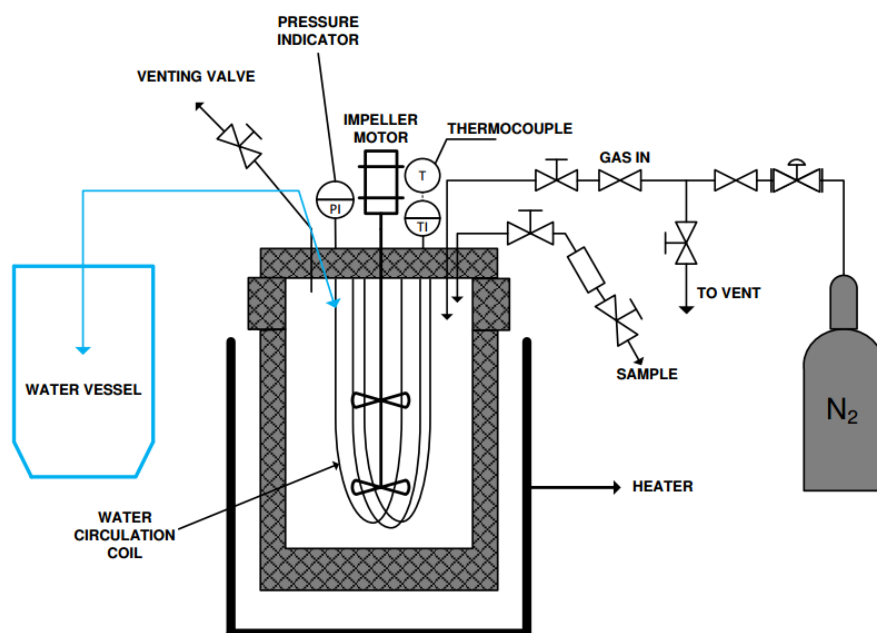 PRESSURE
INDICATOR
VENTING VALVE
IMPELLER
MOTOR
THERMOCOUPLE
GAS IN
T
PI
TI
TO VENT
SAMPLE
WATER VESSEL
N2
HEATER
WATER
CIRCULATION
COIL